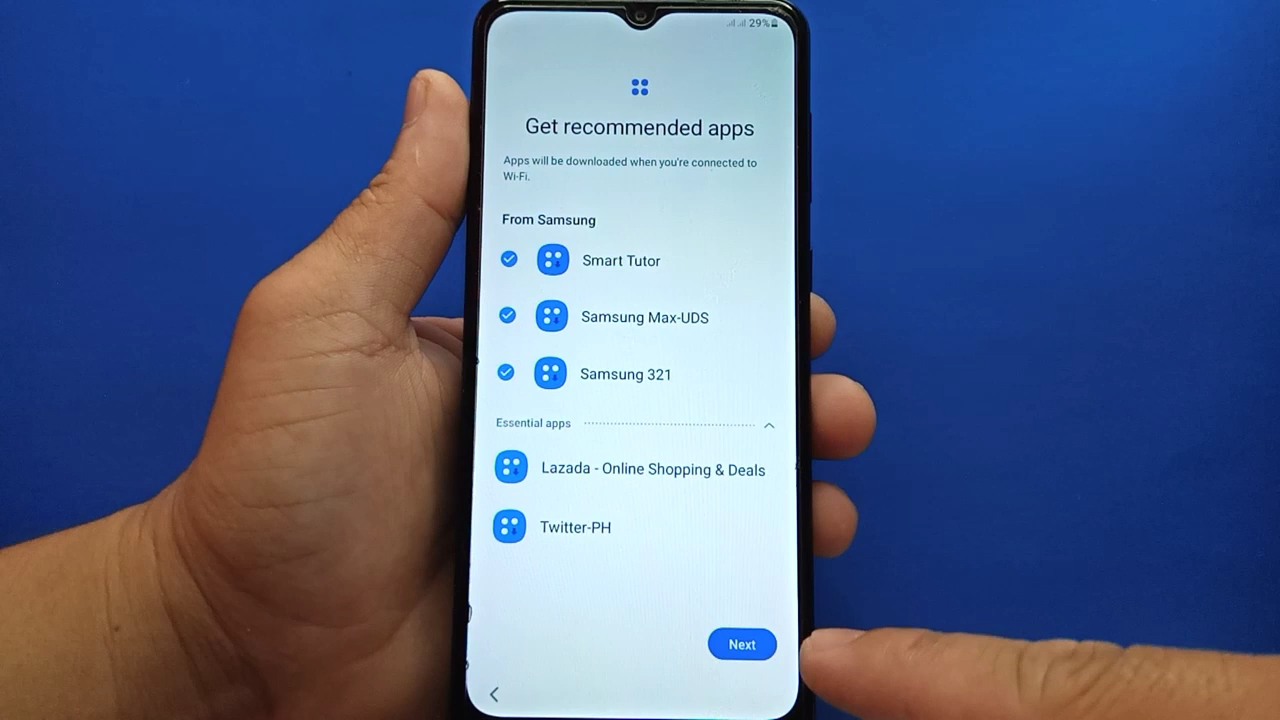 29%
Get recommended apps
Apps will be downloaded when you're connected to
Wi-Fi.
From Samsung
Smart Tutor
Samsung Max-UDS
Samsung 321
Essential apps
Lazada - Online Shopping & Deals
Twitter-PH
Next